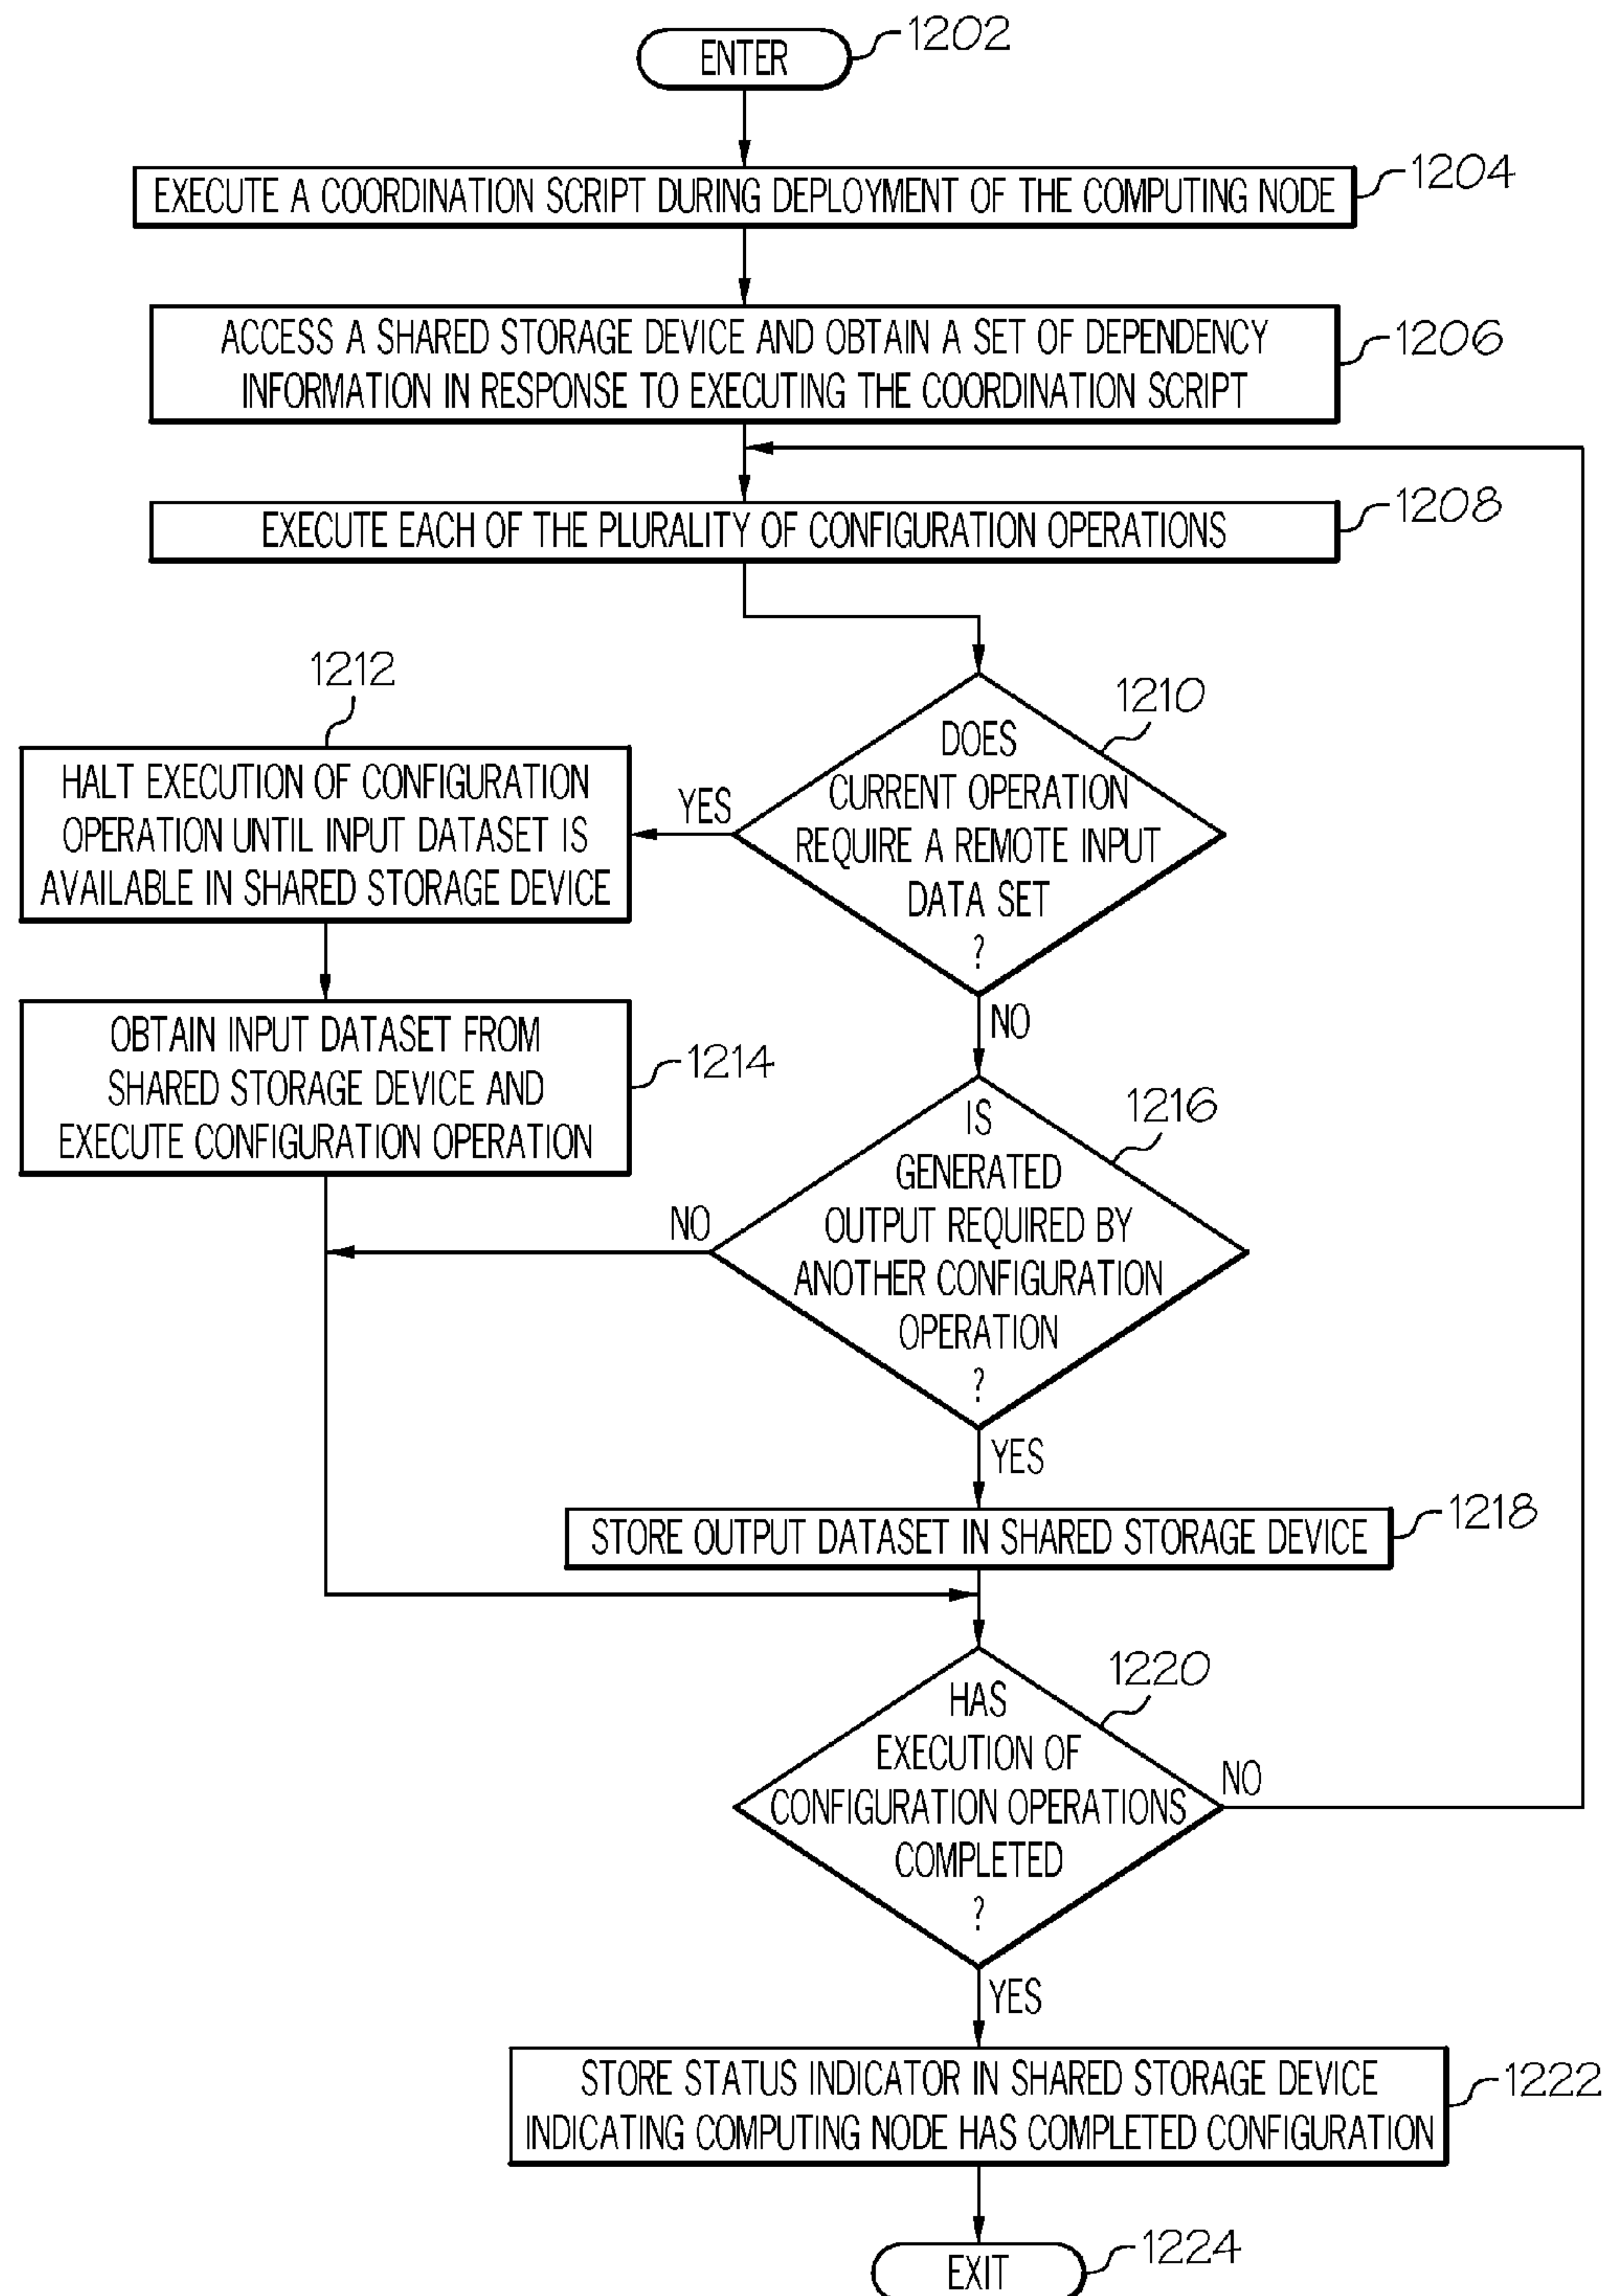 ENTER
1202
EXECUTE A COORDINATION SCRIPT DURING DEPLOYMENT OF THE COMPUTING NODE
1204
ACCESS A SHARED STORAGE DEVICE AND OBTAIN A SET OF DEPENDENCY
INFORMATION IN RESPONSE TO EXECUTING THE COORDINATION SCRIPT
1206
EXECUTE EACH OF THE PLURALITY OF CONFIGURATION OPERATIONS
1208
1210
DOES
CURRENT OPERATION
REQUIRE A REMOTE INPUT
DATA SET
?
YES
NO
1212
HALT EXECUTION OF CONFIGURATION
OPERATION UNTIL INPUT DATASET IS
AVAILABLE IN SHARED STORAGE DEVICE
OBTAIN INPUT DATASET FROM
SHARED STORAGE DEVICE AND
EXECUTE CONFIGURATION OPERATION
1214
1216
IS
GENERATED
OUTPUT REQUIRED BY
ANOTHER CONFIGURATION
OPERATION
?
NO
YES
STORE OUTPUT DATASET IN SHARED STORAGE DEVICE
1218
1220
HAS
EXECUTION OF
CONFIGURATION OPERATIONS
COMPLETED
?
NO
YES
STORE STATUS INDICATOR IN SHARED STORAGE DEVICE
INDICATING COMPUTING NODE HAS COMPLETED CONFIGURATION
1222
EXIT
1224